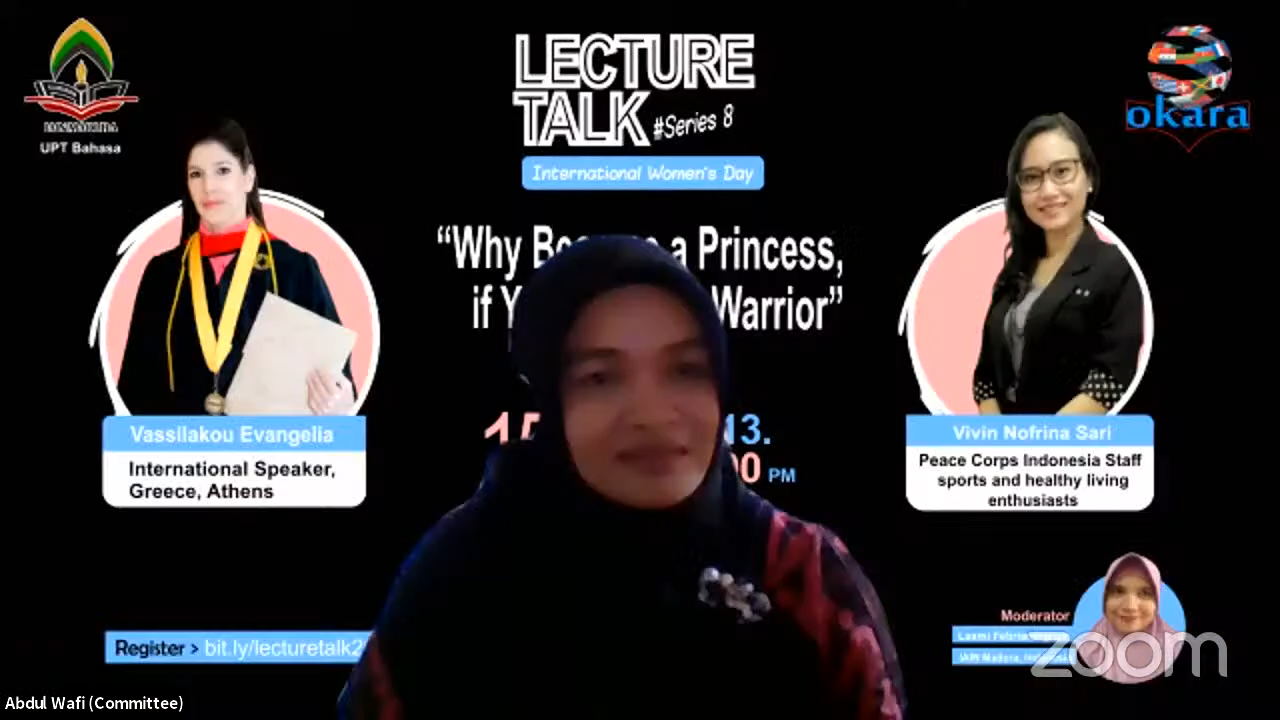 LECTURE
TALK #Series 8
International Women's Day
UPT Bahasa
okara
“Why a Princess,
if Warrior”
13.
PM
Vassilakou Evangelia
International Speaker,
Greece, Athens
Vivin Nofrina Sari
Peace Corps Indonesia Staff
sports and healthy living
enthusiasts
Register > bit.ly/lecturetalk2
Moderator
zoom
Abdul Wafi (Committee)